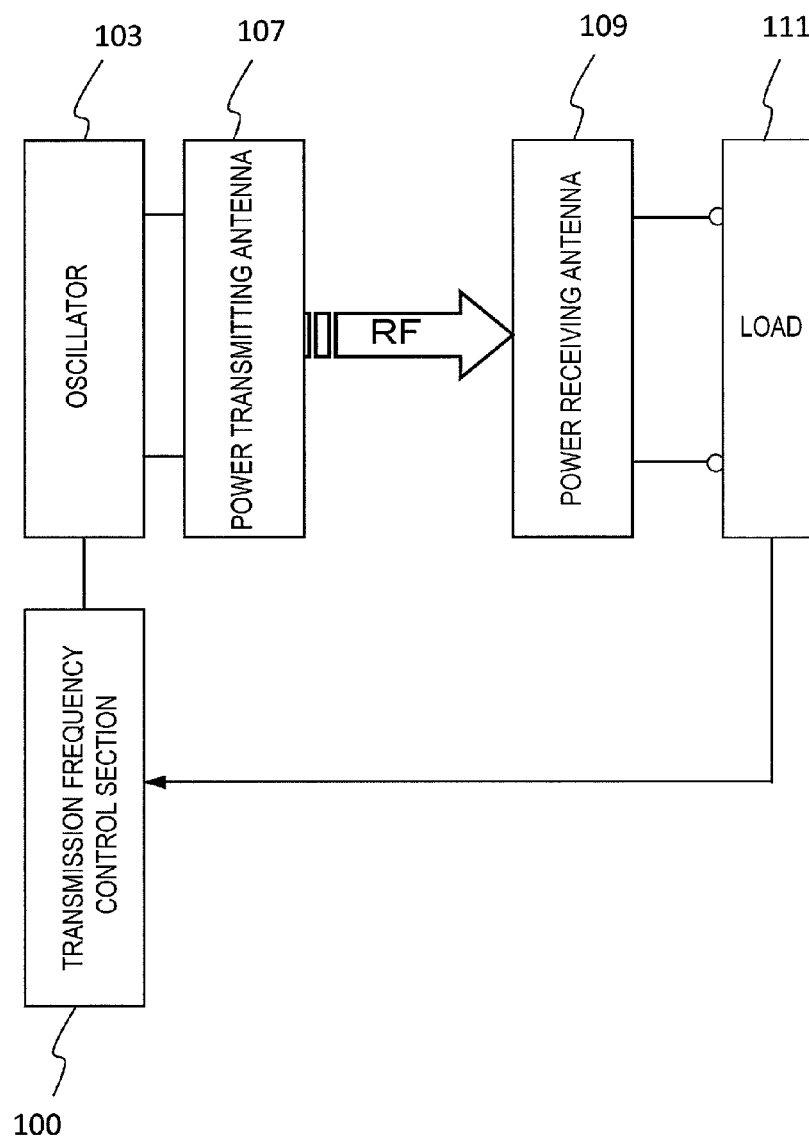 103
107
109
111
OSCILLATOR
POWER TRANSMITTING ANTENNA
RF
POWER RECEIVING ANTENNA
LOAD
TRANSMISSION FREQUENCY
CONTROL SECTION
100